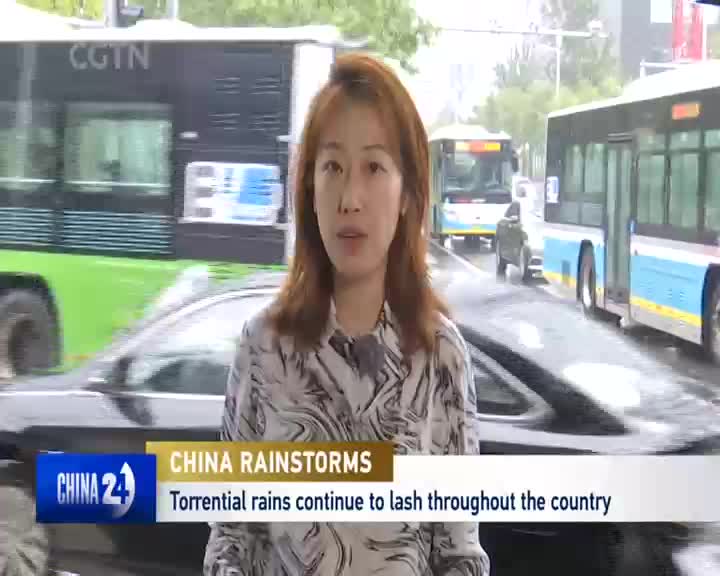 CGTN
CHINA RAINSTORMS
CHINA 24
Torrential rains continue to lash throughout the country